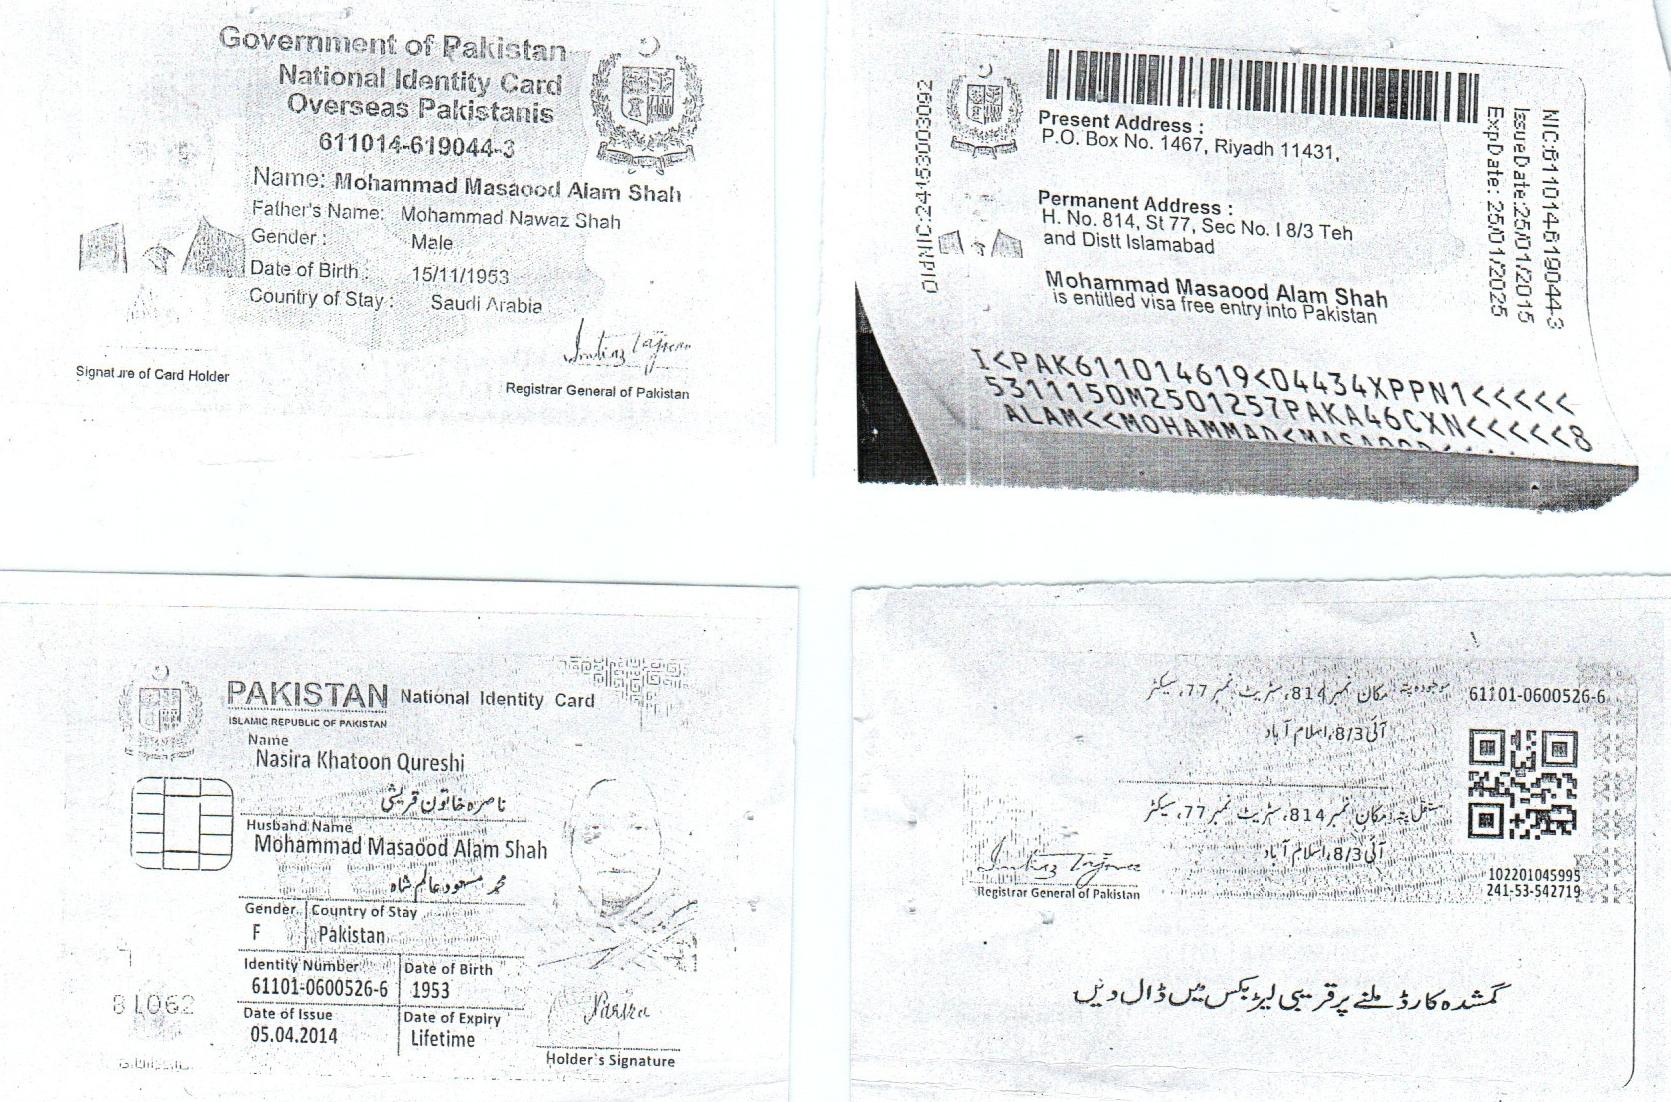 Government of Pakistan
National Identity Card
Overseas Pakistanis
611014-619044-3
Name: Mohammad Masaood Alam Shah
Father's Name: Mohammad Nawaz Shah
Gender : Male
Date of Birth : 15/11/1953
Country of Stay : Saudi Arabia
Signature of Card Holder
Registrar General of Pakistan
Present Address :
P.O. Box No. 1467, Riyadh 11431,
Permanent Address :
H. No. 814, St 77, Sec No. I 8/3 Teh
and Distt Islamabad
Mohammad Masaood Alam Shah
is entitled visa free entry into Pakistan
NIC:611014-619044-3
Issue Date:25/01/2015
Exp Date: 25/01/2025
I<PAK611014619<04434XPPN1<<<<<
5311150M2501257PAKA46CXN<<<<<8
ALAM<<MOHAMMAD<MASAOOD<
PAKISTAN National Identity Card
ISLAMIC REPUBLIC OF PAKISTAN
Name
Nasira Khatoon Qureshi
ناصرہ خاتون قریشی
Husband Name
Mohammad Masaood Alam Shah
محمد مسعود عالم شاہ
Gender Country of Stay
F Pakistan
Identity Number Date of Birth
61101-0600526-6 1953
Date of Issue Date of Expiry
05.04.2014 Lifetime
81062
Nasira
Holder's Signature
61101-0600526-6
موجودہ پتہ: مکان نمبر 814، سٹریٹ نمبر 77، سیکٹر
آئی 8/3، اسلام آباد
مستقل پتہ: مکان نمبر 814، سٹریٹ نمبر 77، سیکٹر
آئی 8/3، اسلام آباد
Registrar General of Pakistan
102201045995
241-53-542719
گمشدہ کارڈ ملنے پر قریبی لیٹر بکس میں ڈال دیں